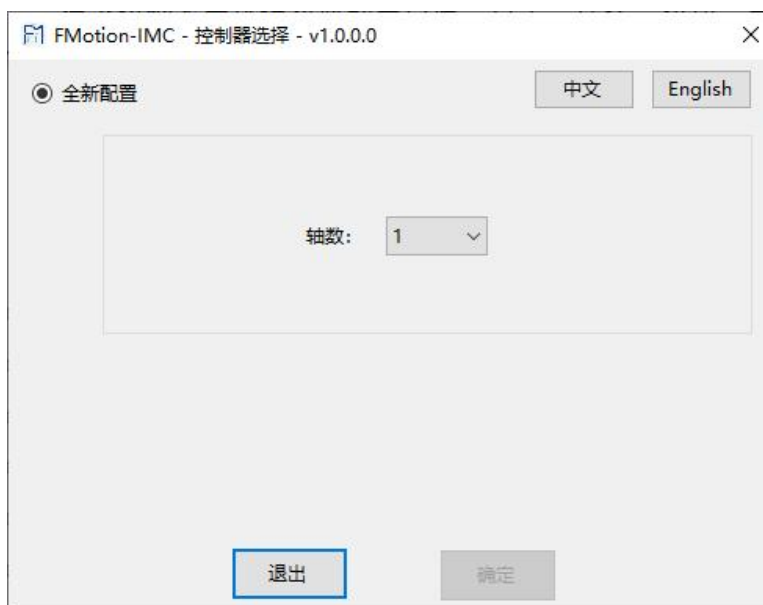 FMotion-IMC - 控制器选择 - v1.0.0.0
全新配置
中文
English
轴数:
1
退出
确定